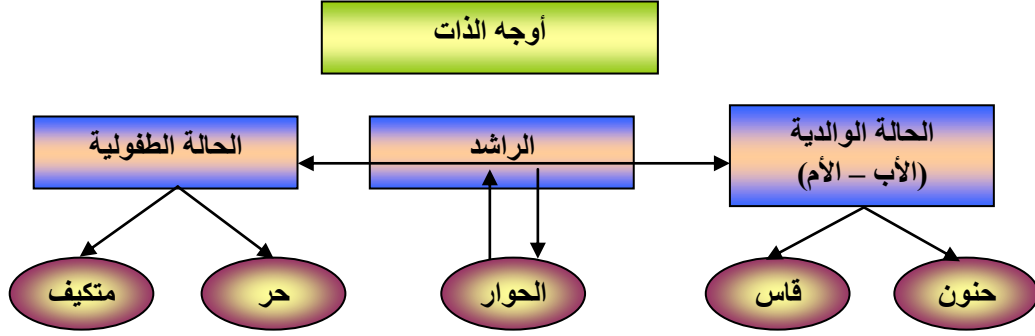 أوجه الذات
الحالة الوالدية
(الأب – الأم)
الراشد
الحالة الطفولية
حنون
قاس
الحوار
حر
متكيف